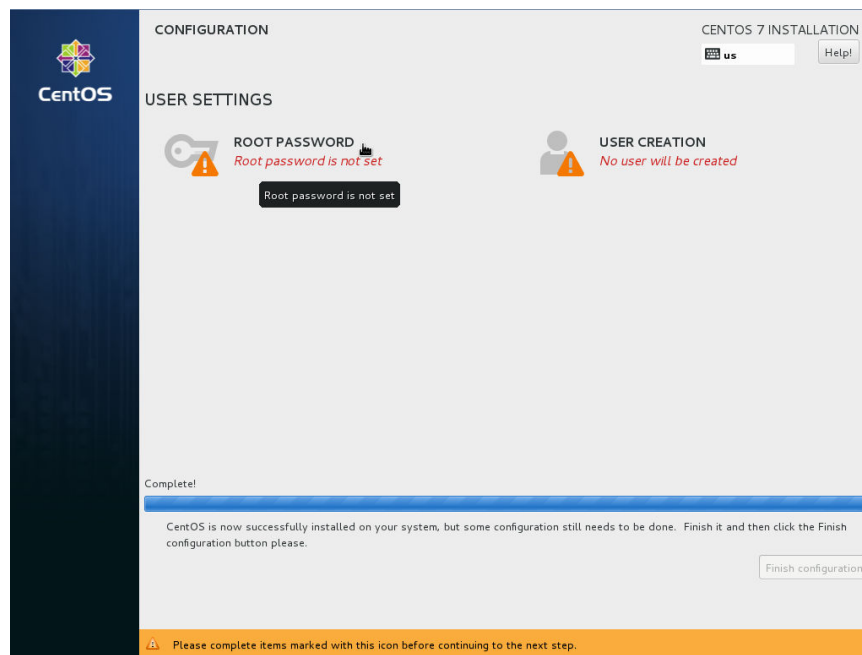 CentOS
CONFIGURATION
CENTOS 7 INSTALLATION
us
Help!
USER SETTINGS
ROOT PASSWORD
Root password is not set
USER CREATION
No user will be created
Root password is not set
Complete!
CentOS is now successfully installed on your system, but some configuration still needs to be done.  Finish it and then click the Finish
configuration button please.
Finish configuration
Please complete items marked with this icon before continuing to the next step.